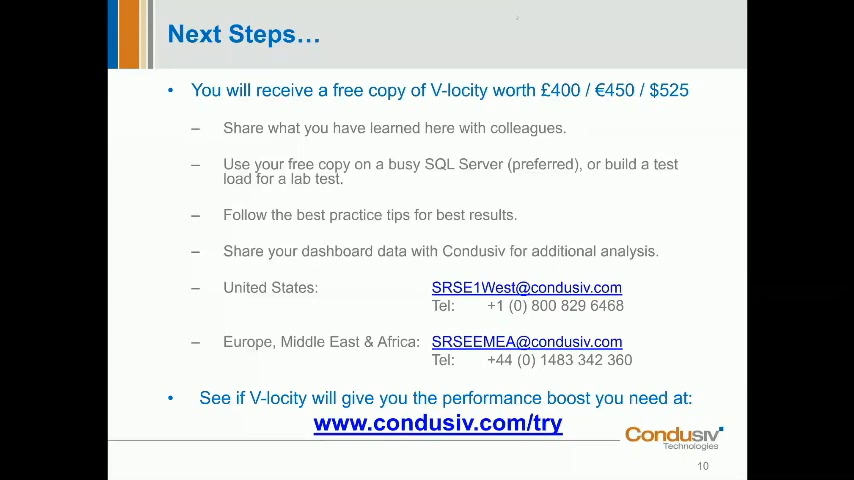 Next Steps…
• You will receive a free copy of V-locity worth £400 / €450 / $525
– Share what you have learned here with colleagues.
– Use your free copy on a busy SQL Server (preferred), or build a test
load for a lab test.
– Follow the best practice tips for best results.
– Share your dashboard data with Condusiv for additional analysis.
– United States: SRSE1West@condusiv.com
Tel: +1 (0) 800 829 6468
– Europe, Middle East & Africa: SRSEEMEA@condusiv.com
Tel: +44 (0) 1483 342 360
• See if V-locity will give you the performance boost you need at:
www.condusiv.com/try
Condusiv
Technologies
10